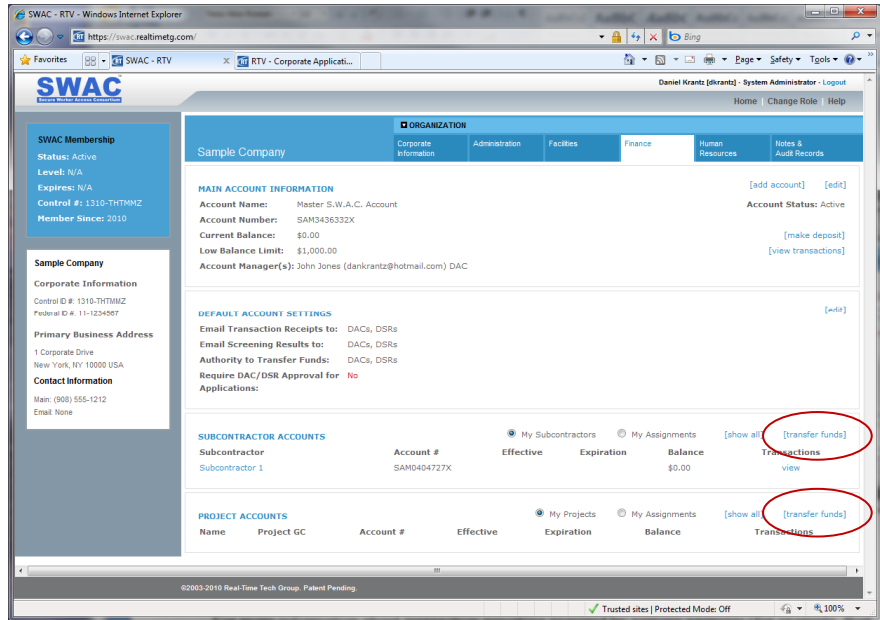 SWAC - RTV - Windows Internet Explorer
https://swac.realtimetg.com/
Bing
Favorites
SWAC - RTV
RTV - Corporate Applicati...
Page
Safety
Tools
SWAC
Secure Worker Access Consortium
Daniel Krantz [dkrantz] - System Administrator - Logout
Home | Change Role | Help
SWAC Membership
Status: Active
Level: N/A
Expires: N/A
Control #: 1310-THTMMZ
Member Since: 2010
Sample Company
Corporate Information
Control ID #: 1310-THTMMZ
Federal ID #: 11-1234567
Primary Business Address
1 Corporate Drive
New York, NY 10000 USA
Contact Information
Main: (908) 555-1212
Email: None
ORGANIZATION
Sample Company
Corporate Information
Administration
Facilities
Finance
Human Resources
Notes & Audit Records
MAIN ACCOUNT INFORMATION [add account] [edit]
Account Name: Master S.W.A.C. Account Account Status: Active
Account Number: SAM3436332X
Current Balance: $0.00 [make deposit]
Low Balance Limit: $1,000.00 [view transactions]
Account Manager(s): John Jones (dankrantz@hotmail.com) DAC
DEFAULT ACCOUNT SETTINGS [edit]
Email Transaction Receipts to: DACs, DSRs
Email Screening Results to: DACs, DSRs
Authority to Transfer Funds: DACs, DSRs
Require DAC/DSR Approval for No
Applications:
SUBCONTRACTOR ACCOUNTS My Subcontractors My Assignments [show all] [transfer funds]
Subcontractor Account # Effective Expiration Balance Transactions
Subcontractor 1 SAM0404727X $0.00 view
PROJECT ACCOUNTS My Projects My Assignments [show all] [transfer funds]
Name Project GC Account # Effective Expiration Balance Transactions
©2003-2010 Real-Time Tech Group. Patent Pending.
Trusted sites | Protected Mode: Off
100%